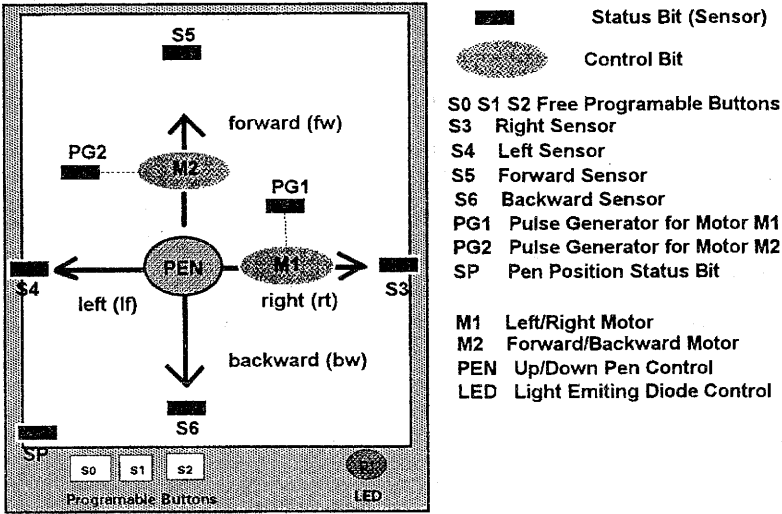 S5
forward (fw)
PG2
M2
PG1
PEN
M1
S4
S3
left (lf)
right (rt)
backward (bw)
S6
SP
S0 S1 S2
Programable Buttons
LED
Status Bit (Sensor)
Control Bit
S0 S1 S2 Free Programable Buttons
S3 Right Sensor
S4 Left Sensor
S5 Forward Sensor
S6 Backward Sensor
PG1 Pulse Generator for Motor M1
PG2 Pulse Generator for Motor M2
SP Pen Position Status Bit
M1 Left/Right Motor
M2 Forward/Backward Motor
PEN Up/Down Pen Control
LED Light Emiting Diode Control